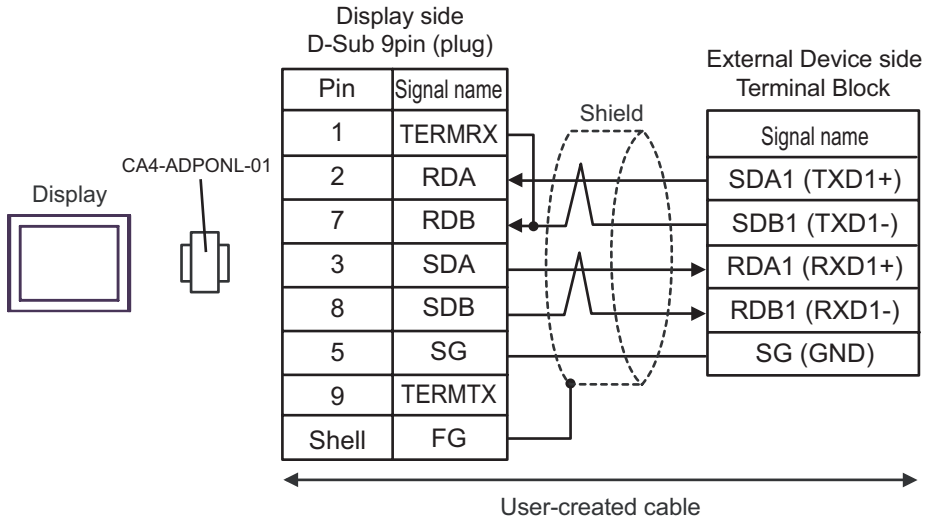 Display side
D-Sub 9pin (plug)
External Device side
Terminal Block
Pin Signal name
Shield
Signal name
1 TERMRX
CA4-ADPONL-01
2 RDA
SDA1 (TXD1+)
Display
7 RDB
SDB1 (TXD1-)
3 SDA
RDA1 (RXD1+)
8 SDB
RDB1 (RXD1-)
5 SG
SG (GND)
9 TERMTX
Shell FG
User-created cable